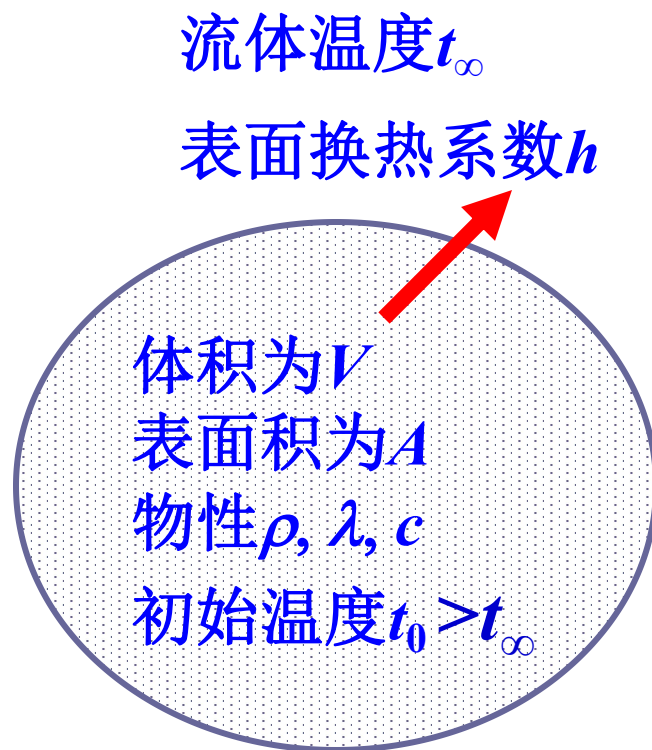 流体温度t∞
表面换热系数h
体积为V
表面积为A
物性ρ, λ, c
初始温度t₀>t∞